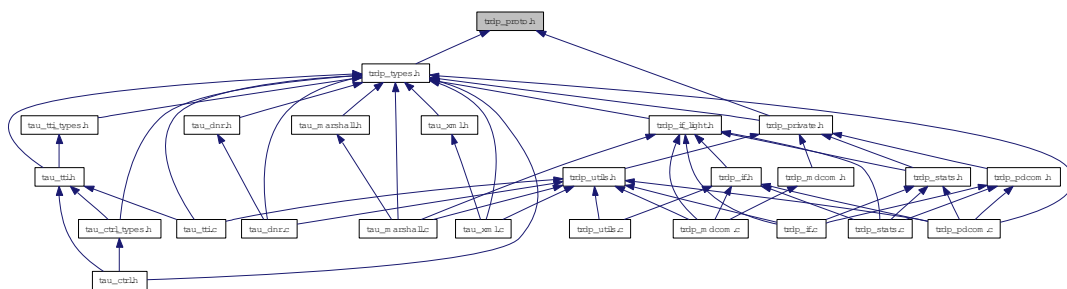 trdp_proto.h
trdp_types.h
tau_tti_types.h
tau_dnr.h
tau_marshall.h
tau_xml.h
trdp_if_light.h
trdp_private.h
tau_tti.h
trdp_utils.h
trdp_if.h
trdp_mdcom.h
trdp_stats.h
trdp_pdcom.h
tau_ctrl_types.h
tau_tti.c
tau_dnr.c
tau_marshall.c
tau_xml.c
trdp_utils.c
trdp_mdcom.c
trdp_if.c
trdp_stats.c
trdp_pdcom.c
tau_ctrl.h